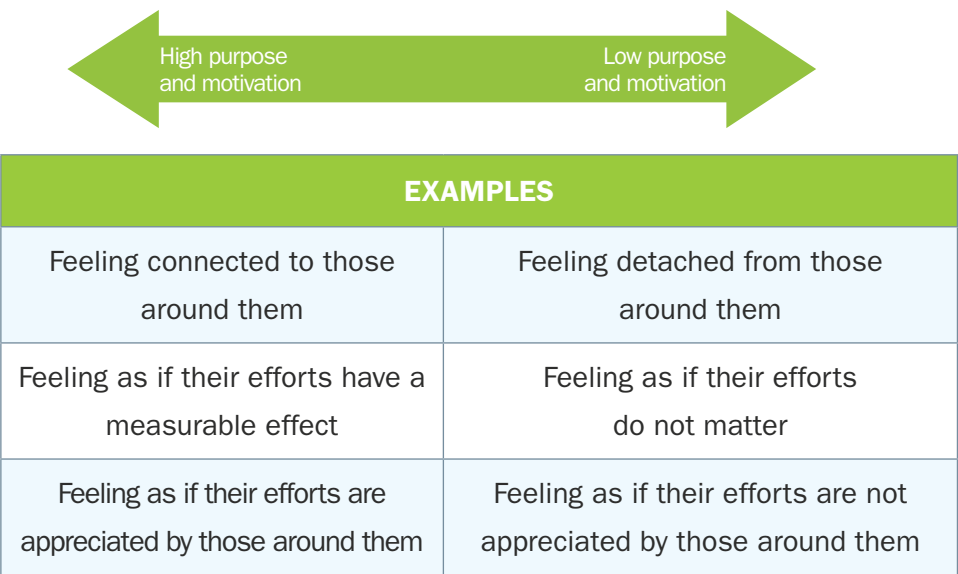 High purpose
and motivation
Low purpose
and motivation
EXAMPLES
Feeling connected to those
around them
Feeling detached from those
around them
Feeling as if their efforts have a
measurable effect
Feeling as if their efforts
do not matter
Feeling as if their efforts are
appreciated by those around them
Feeling as if their efforts are not
appreciated by those around them